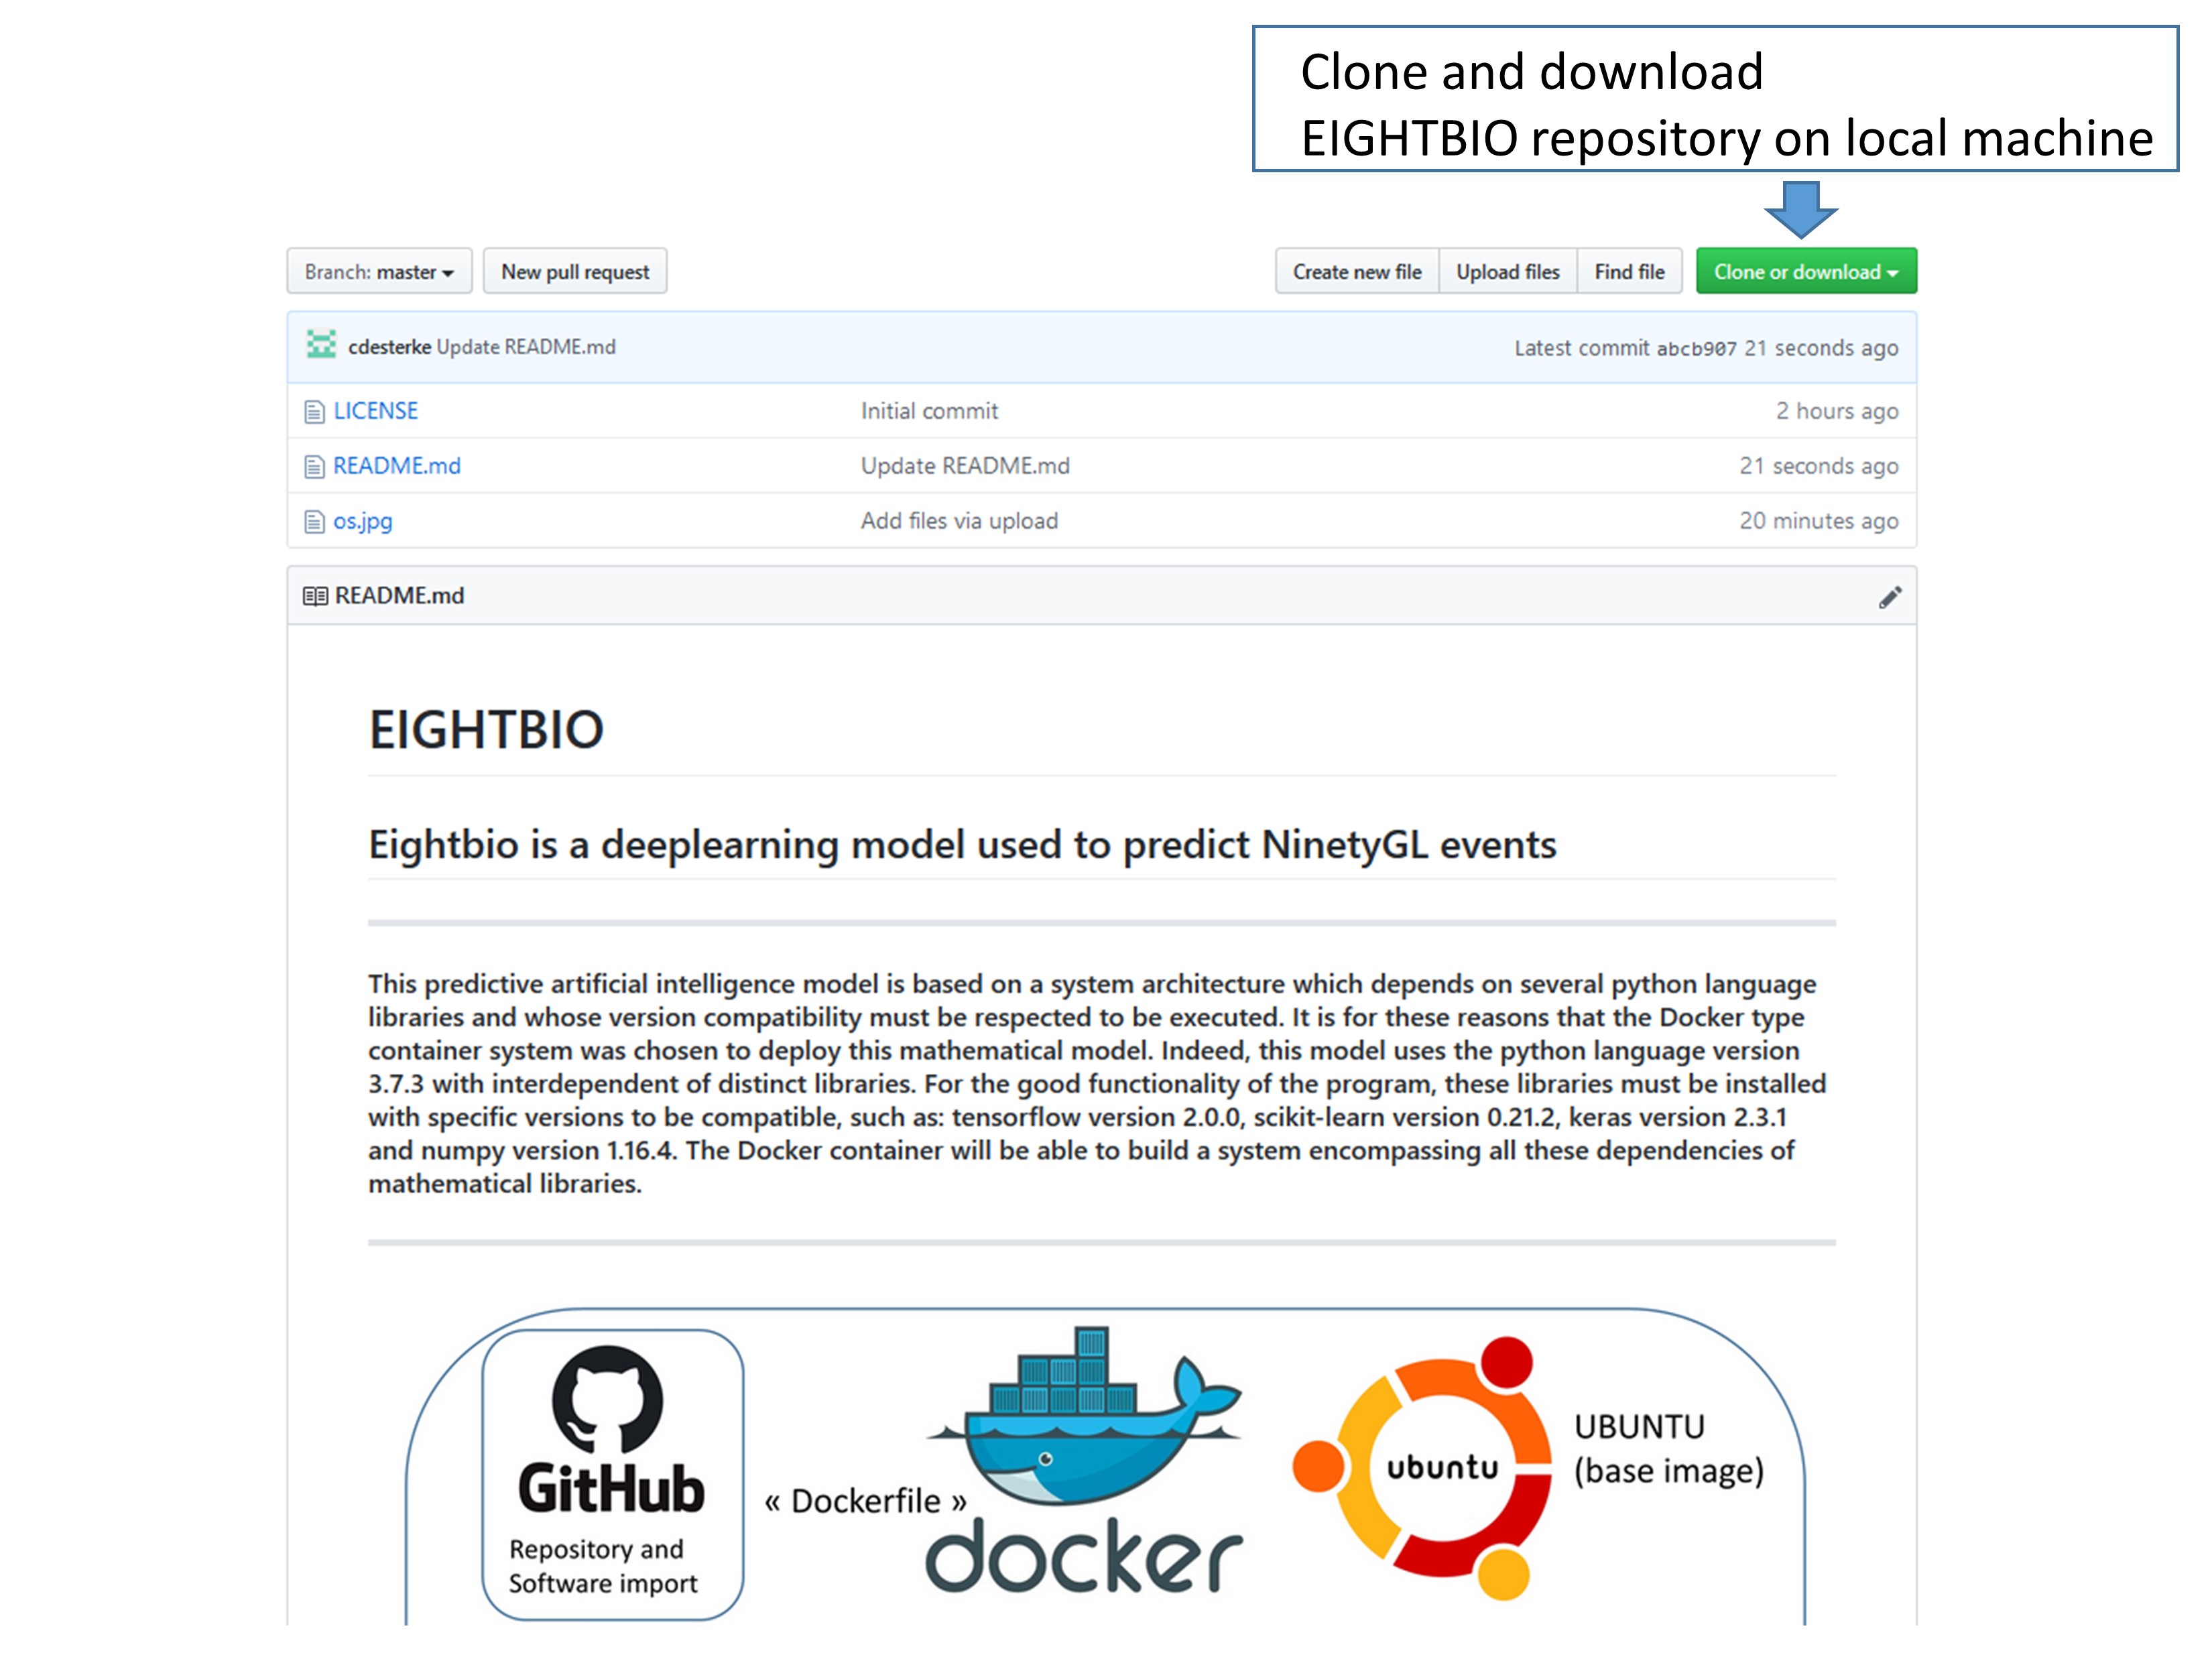 Clone and download
EIGHTBIO repository on local machine
Branch: master
New pull request
Create new file
Upload files
Find file
Clone or download
cdesterke Update README.md
Latest commit abcb907 21 seconds ago
LICENSE
Initial commit
2 hours ago
README.md
Update README.md
21 seconds ago
os.jpg
Add files via upload
20 minutes ago
README.md
EIGHTBIO
Eightbio is a deeplearning model used to predict NinetyGL events
This predictive artificial intelligence model is based on a system architecture which depends on several python language
libraries and whose version compatibility must be respected to be executed. It is for these reasons that the Docker type
container system was chosen to deploy this mathematical model. Indeed, this model uses the python language version
3.7.3 with interdependent of distinct libraries. For the good functionality of the program, these libraries must be installed
with specific versions to be compatible, such as: tensorflow version 2.0.0, scikit-learn version 0.21.2, keras version 2.3.1
and numpy version 1.16.4. The Docker container will be able to build a system encompassing all these dependencies of
mathematical libraries.
GitHub
Repository and
Software import
« Dockerfile »
docker
ubuntu
UBUNTU
(base image)